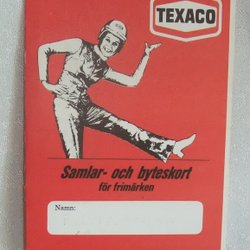 TEXACO
Samlar- och byteskort
för frimärken
Namn: